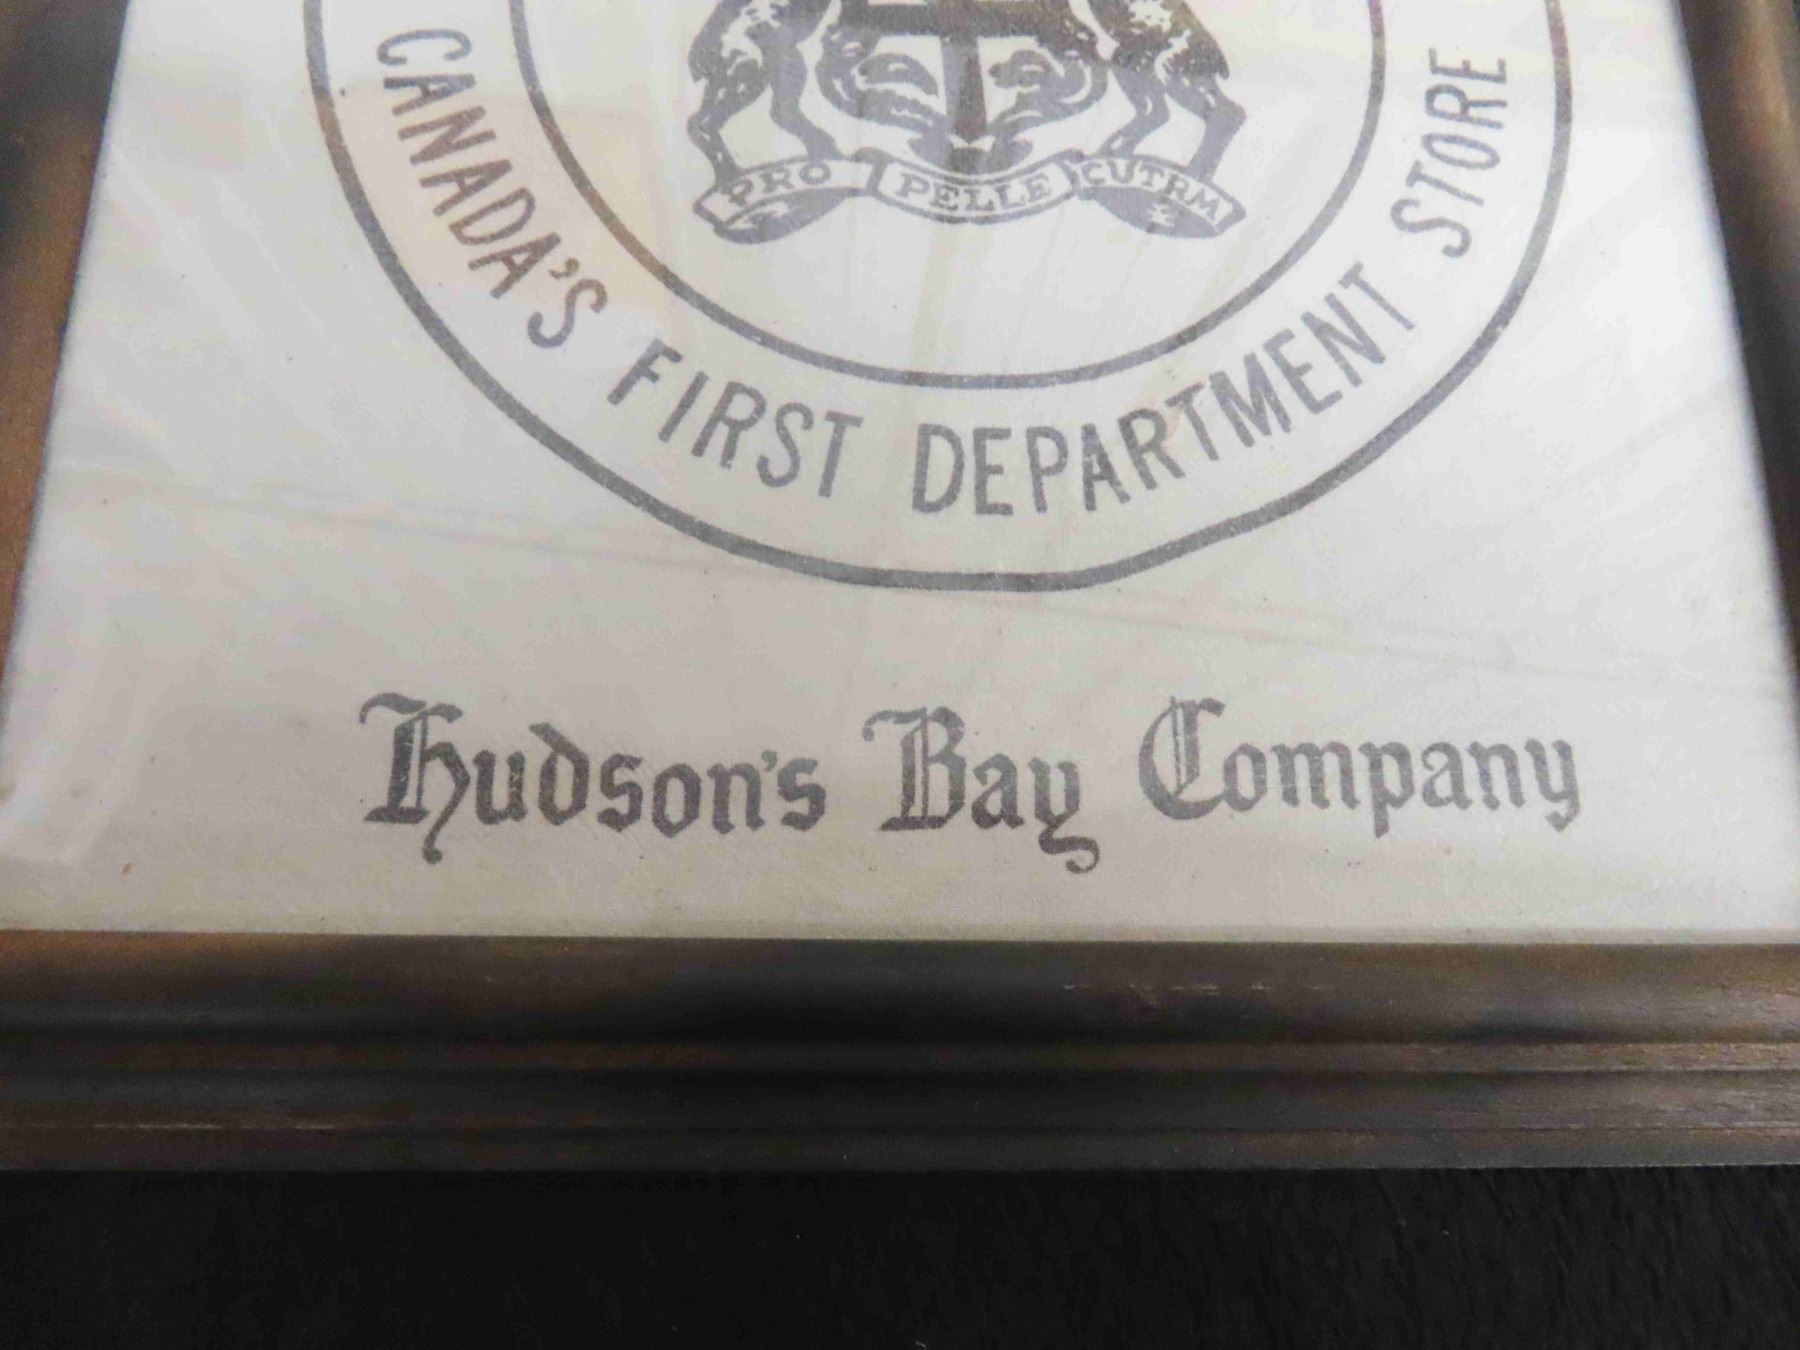 PRO PELLE CUTEM
CANADA'S FIRST DEPARTMENT STORE
Hudson's Bay Company